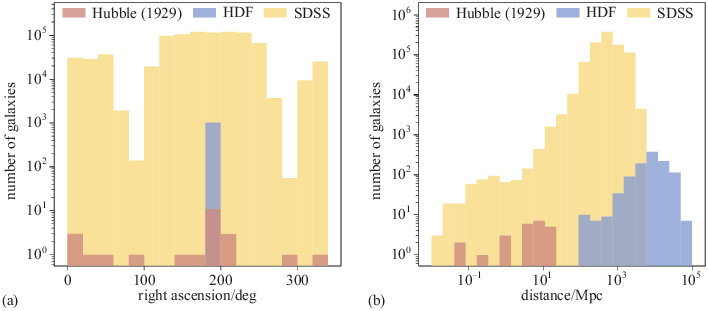 Hubble (1929) HDF SDSS
number of galaxies
10^5
10^4
10^3
10^2
10^1
10^0
0 100 200 300
right ascension/deg
(a)
Hubble (1929) HDF SDSS
number of galaxies
10^6
10^5
10^4
10^3
10^2
10^1
10^0
10^−1 10^1 10^3 10^5
distance/Mpc
(b)